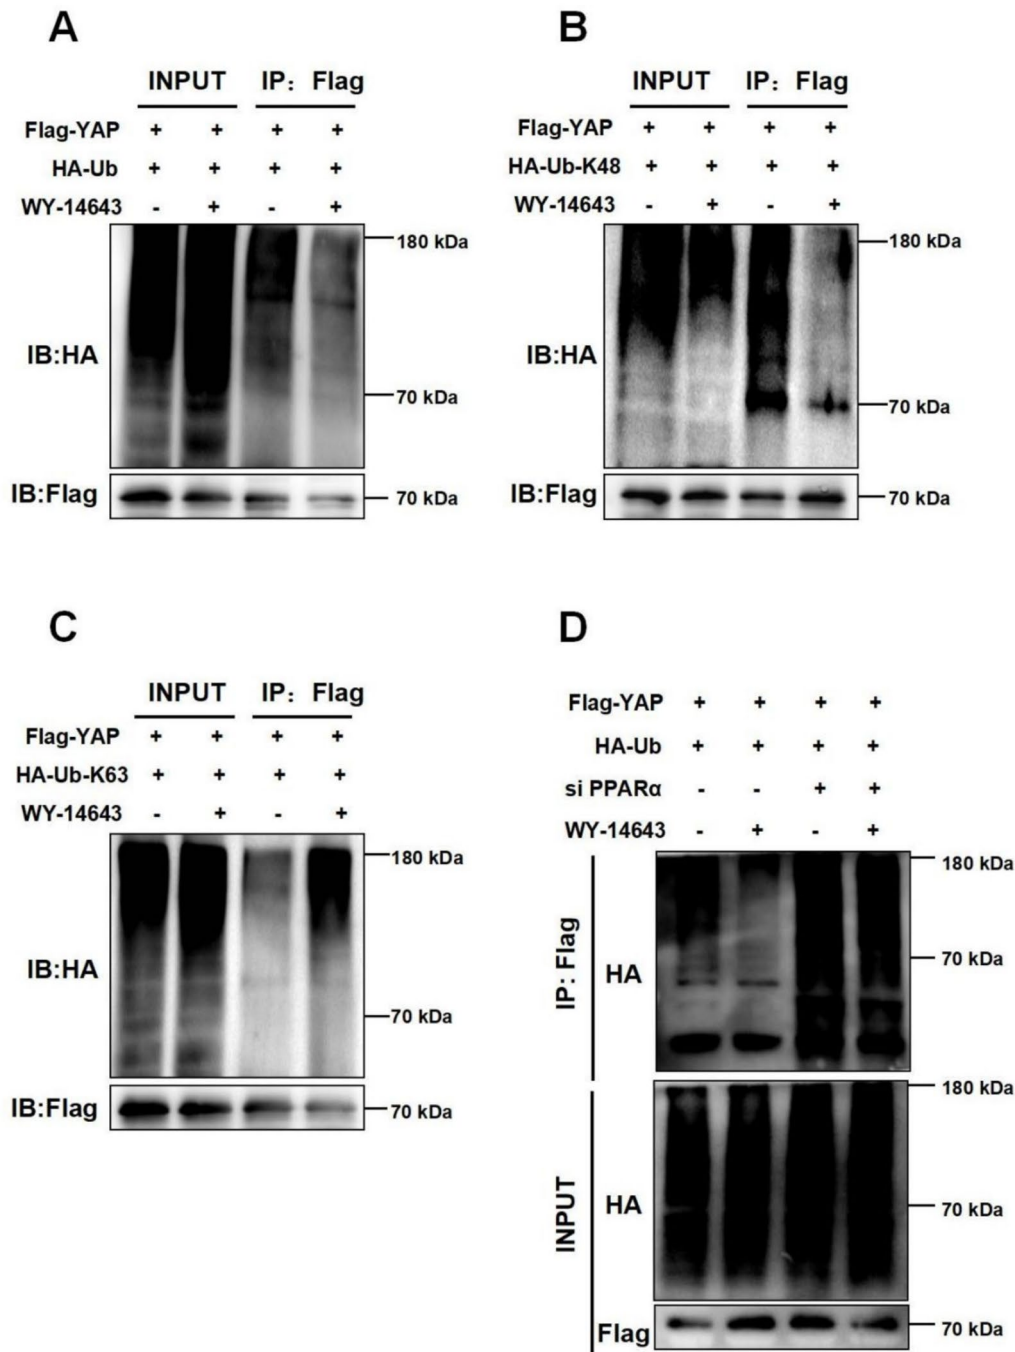 A
INPUT IP: Flag
Flag-YAP + + + +
HA-Ub + + + +
WY-14643 - + - +
180 kDa
IB:HA
70 kDa
IB:Flag
70 kDa
B
INPUT IP: Flag
Flag-YAP + + + +
HA-Ub-K48 + + + +
WY-14643 - + - +
180 kDa
IB:HA
70 kDa
IB:Flag
70 kDa
C
INPUT IP: Flag
Flag-YAP + + + +
HA-Ub-K63 + + + +
WY-14643 - + - +
180 kDa
IB:HA
70 kDa
IB:Flag
70 kDa
D
Flag-YAP + + + +
HA-Ub + + + +
si PPARα - - + +
WY-14643 - + - +
180 kDa
IP: Flag
HA
70 kDa
180 kDa
INPUT
HA
70 kDa
Flag
70 kDa